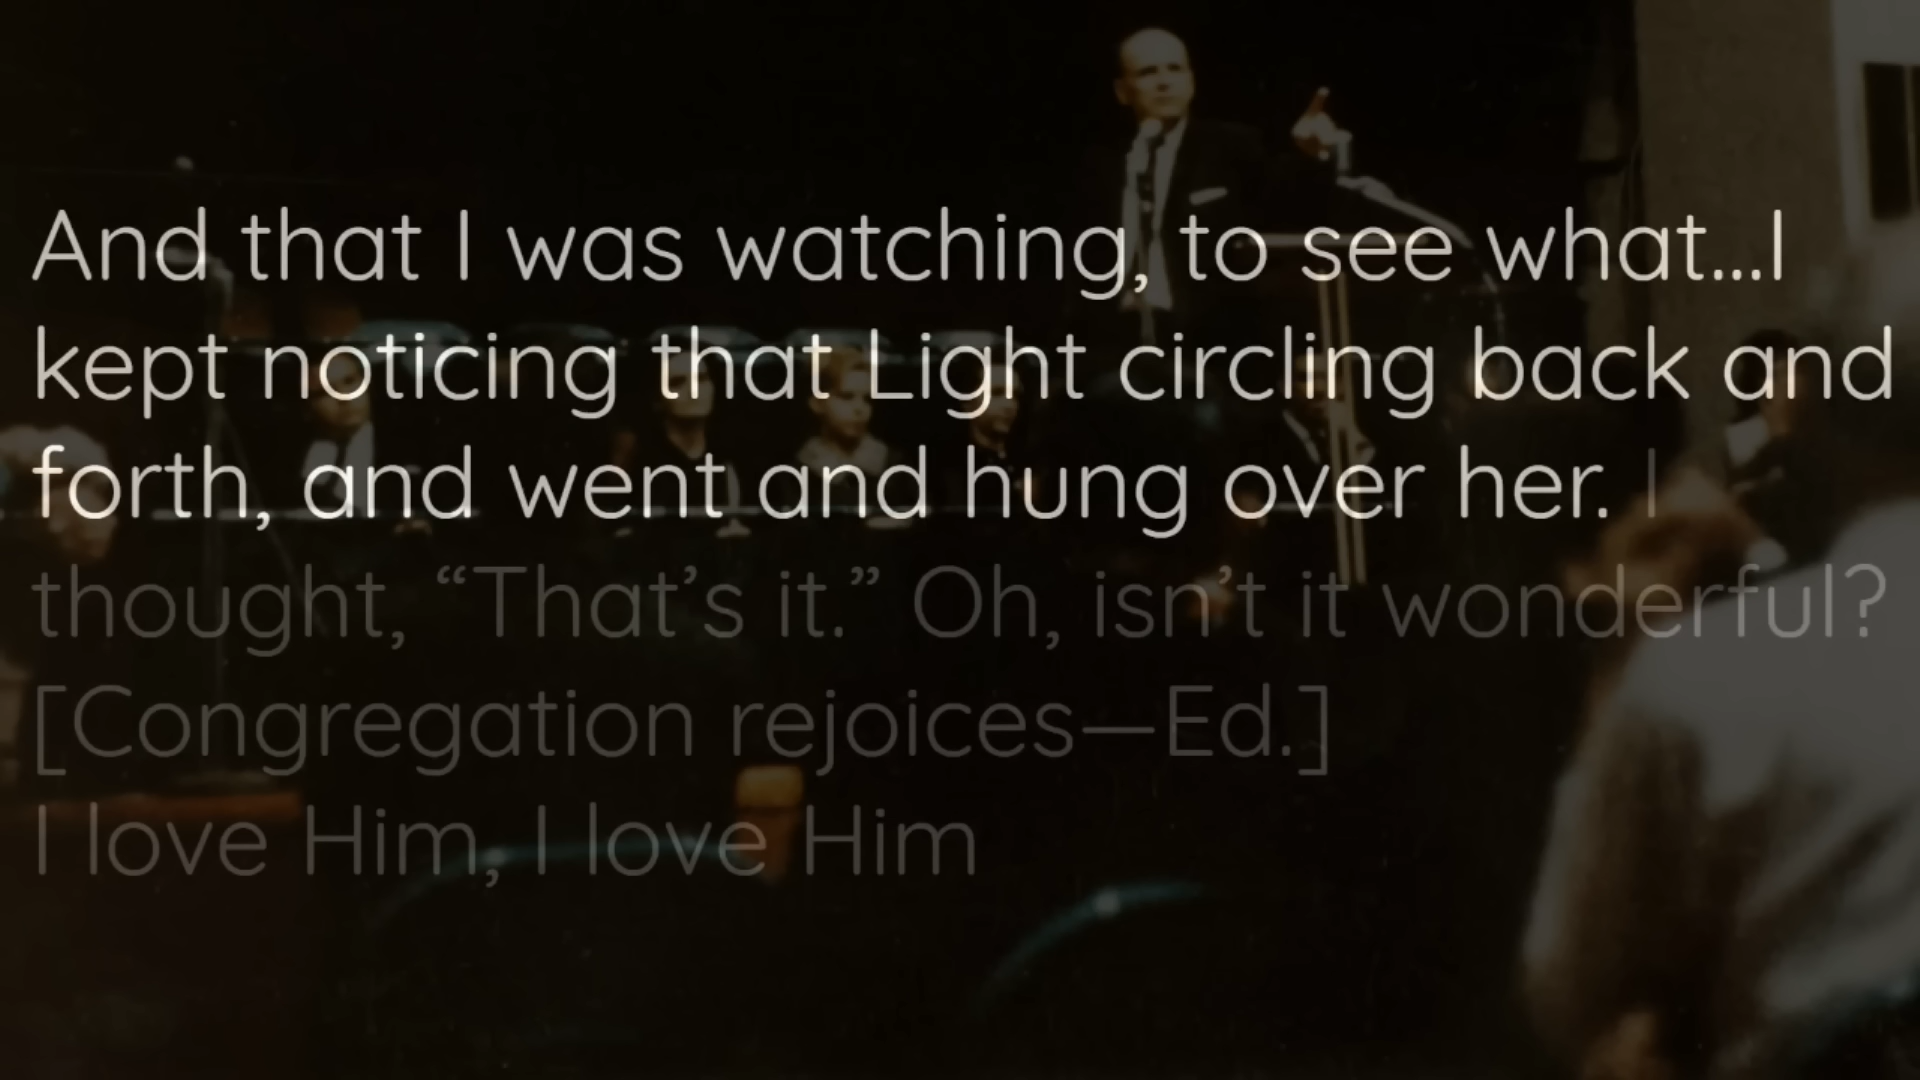 And that I was watching, to see what...I
kept noticing that Light circling back and
forth, and went and hung over her. I
thought, “That’s it.” Oh, isn’t it wonderful?
[Congregation rejoices—Ed.]
I love Him, I love Him